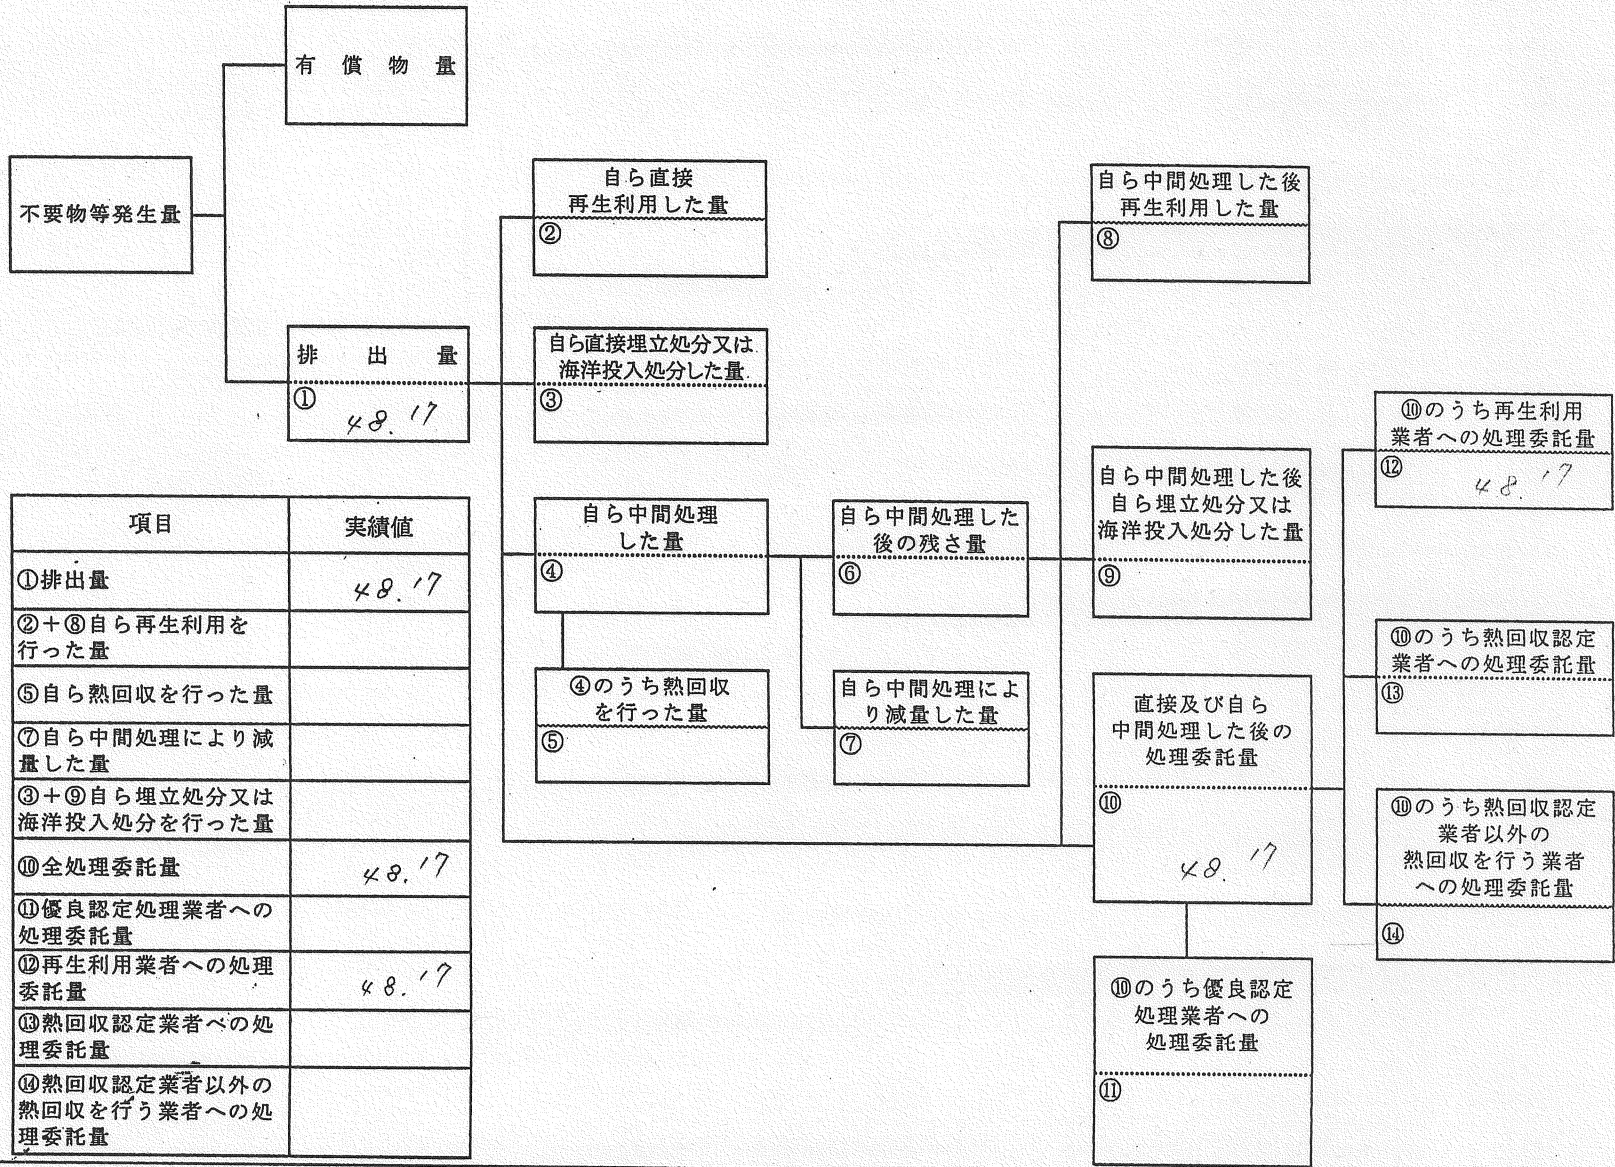 有償物量
不要物等発生量
排出量
① 48.17
自ら直接
再生利用した量
②
自ら直接埋立処分又は
海洋投入処分した量
③
自ら中間処理
した量
④
④のうち熱回収
を行った量
⑤
自ら中間処理した
後の残さ量
⑥
自ら中間処理によ
り減量した量
⑦
自ら中間処理した後
再生利用した量
⑧
自ら中間処理した後
自ら埋立処分又は
海洋投入処分した量
⑨
直接及び自ら
中間処理した後の
処理委託量
⑩
48.17
⑩のうち優良認定
処理業者への
処理委託量
⑪
⑩のうち再生利用
業者への処理委託量
⑫ 48.17
⑩のうち熱回収認定
業者への処理委託量
⑬
⑩のうち熱回収認定
業者以外の
熱回収を行う業者
への処理委託量
⑭
項目 実績値
①排出量 48.17
②+⑧自ら再生利用を
行った量
⑤自ら熱回収を行った量
⑦自ら中間処理により減
量した量
③+⑨自ら埋立処分又は
海洋投入処分を行った量
⑩全処理委託量 48.17
⑪優良認定処理業者への
処理委託量
⑫再生利用業者への処理
委託量 48.17
⑬熱回収認定業者への処
理委託量
⑭熱回収認定業者以外の
熱回収を行う業者への処
理委託量